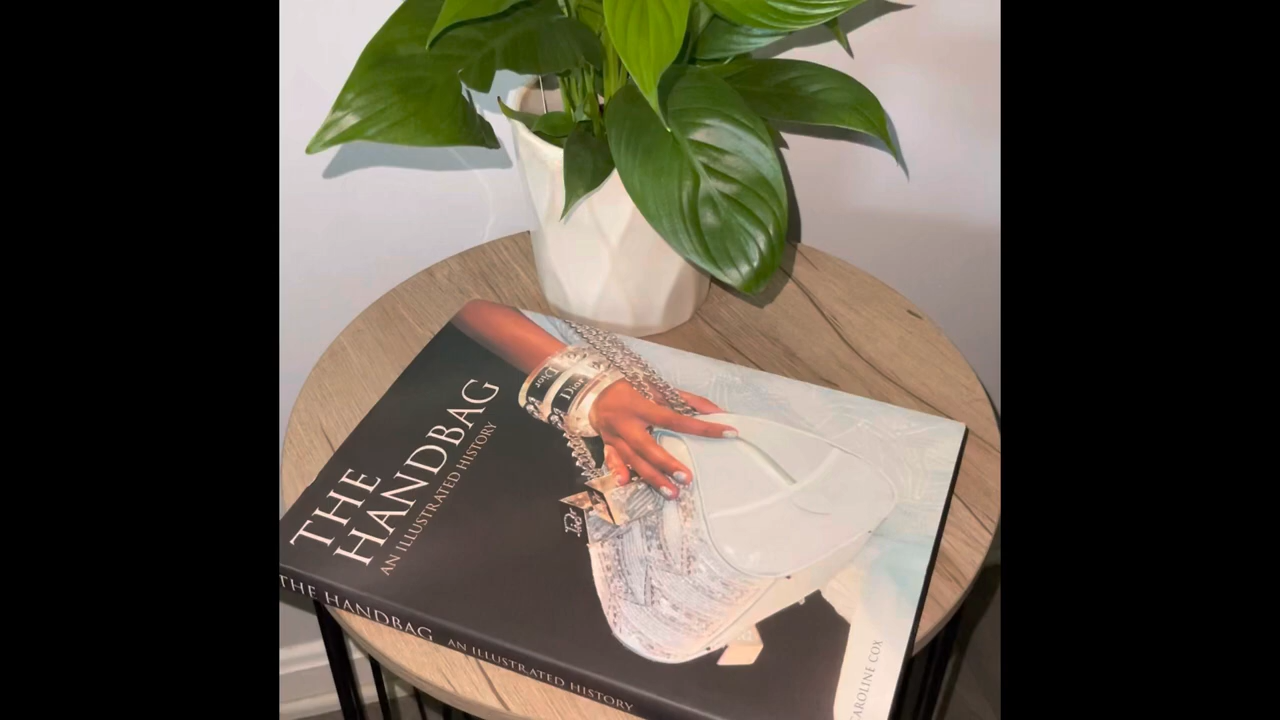 THE
HANDBAG
AN ILLUSTRATED HISTORY
Dior
Dior
CAROLINE COX
THE HANDBAG AN ILLUSTRATED HISTORY